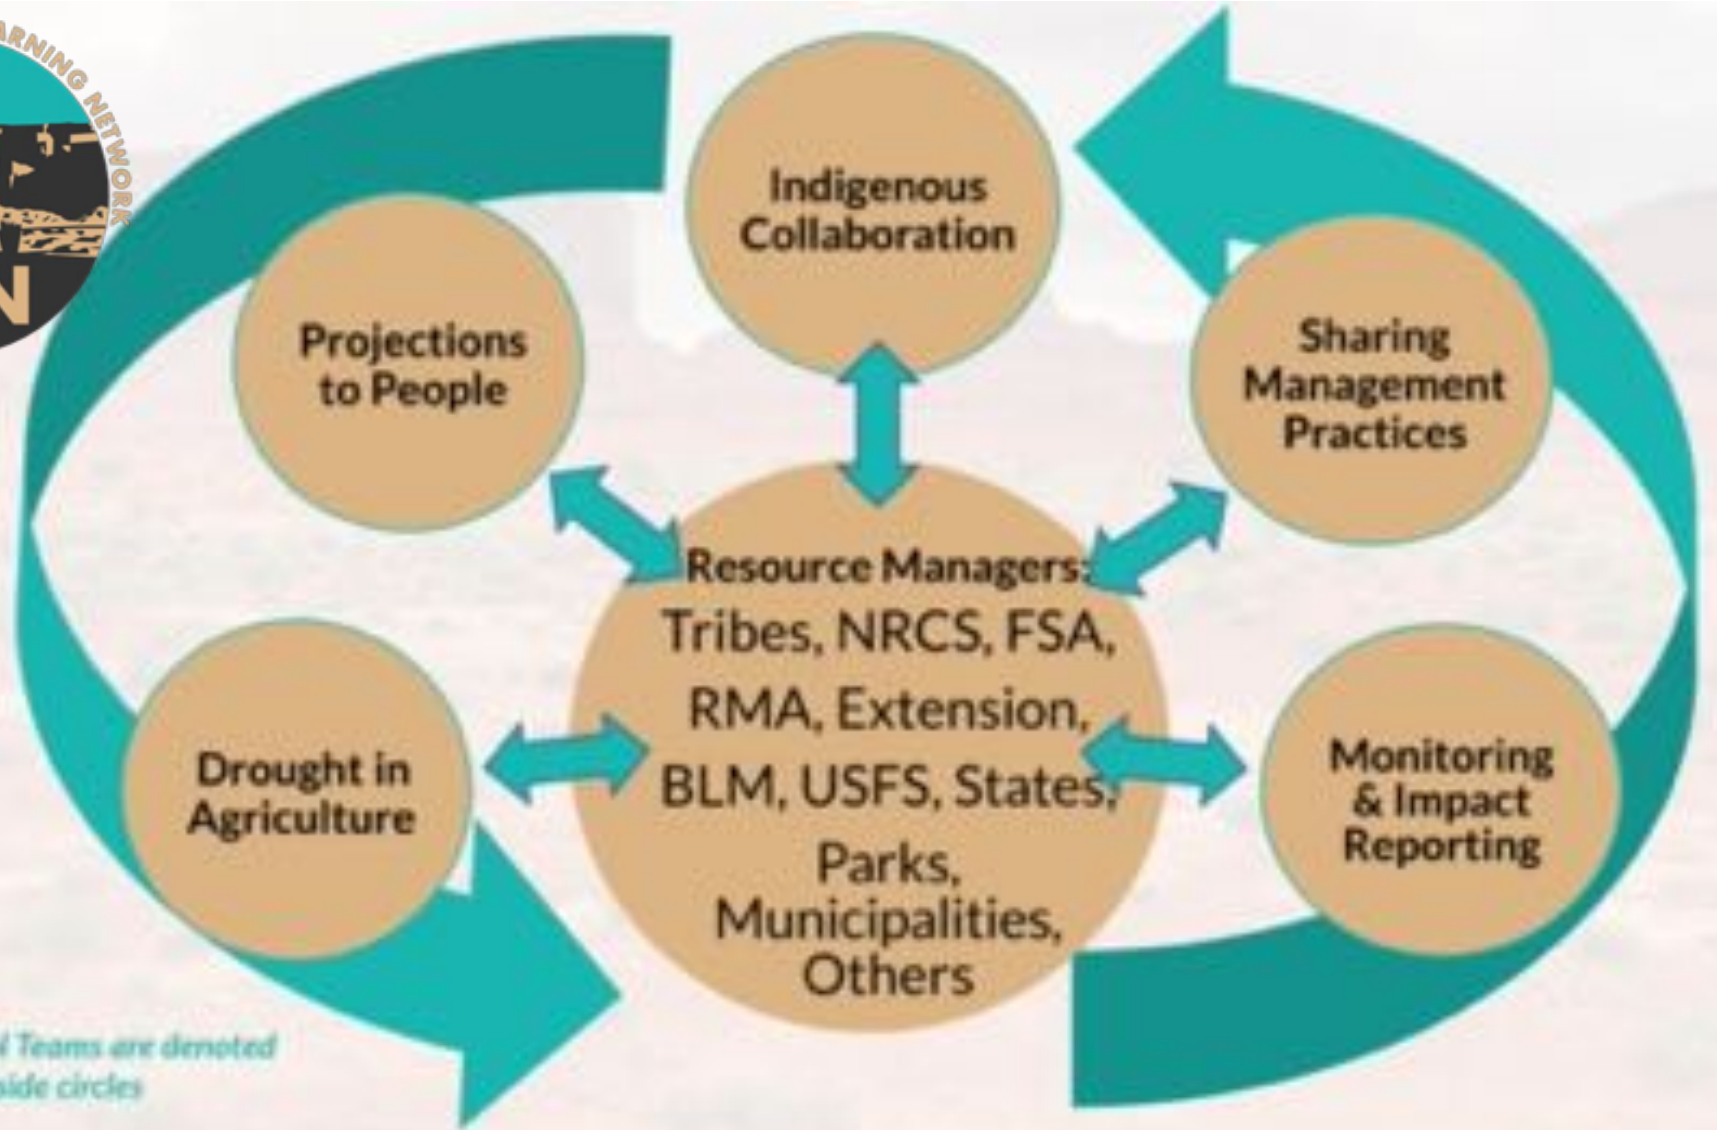 NETWORK
N
Indigenous
Collaboration
Projections
to People
Sharing
Management
Practices
Resource Managers:
Tribes, NRCS, FSA,
RMA, Extension,
BLM, USFS, States,
Parks,
Municipalities,
Others
Drought in
Agriculture
Monitoring
& Impact
Reporting
Teams are denoted
circles